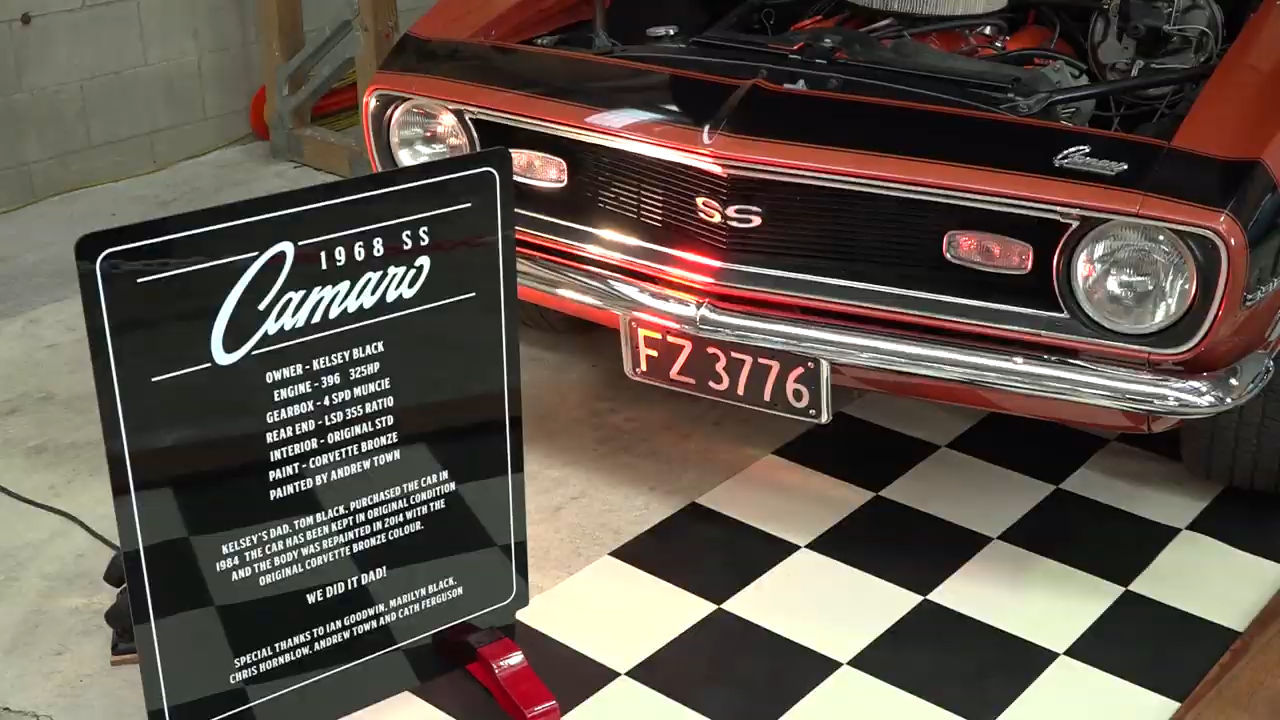 1968 SS
Camaro
OWNER - KELSEY BLACK
ENGINE - 396 325HP
GEARBOX - 4 SPD MUNCIE
REAR END - LSD 355 RATIO
INTERIOR - ORIGINAL STD
PAINT - CORVETTE BRONZE
PAINTED BY ANDREW TOWN
KELSEY'S DAD, TOM BLACK, PURCHASED THE CAR IN
1984 THE CAR HAS BEEN KEPT IN ORIGINAL CONDITION
AND THE BODY WAS REPAINTED IN 2014 WITH THE
ORIGINAL CORVETTE BRONZE COLOUR.
WE DID IT DAD!
SPECIAL THANKS TO IAN GOODWIN, MARILYN BLACK,
CHRIS HORNBLOW, ANDREW TOWN AND CATH FERGUSON
Camaro
SS
FZ 3776